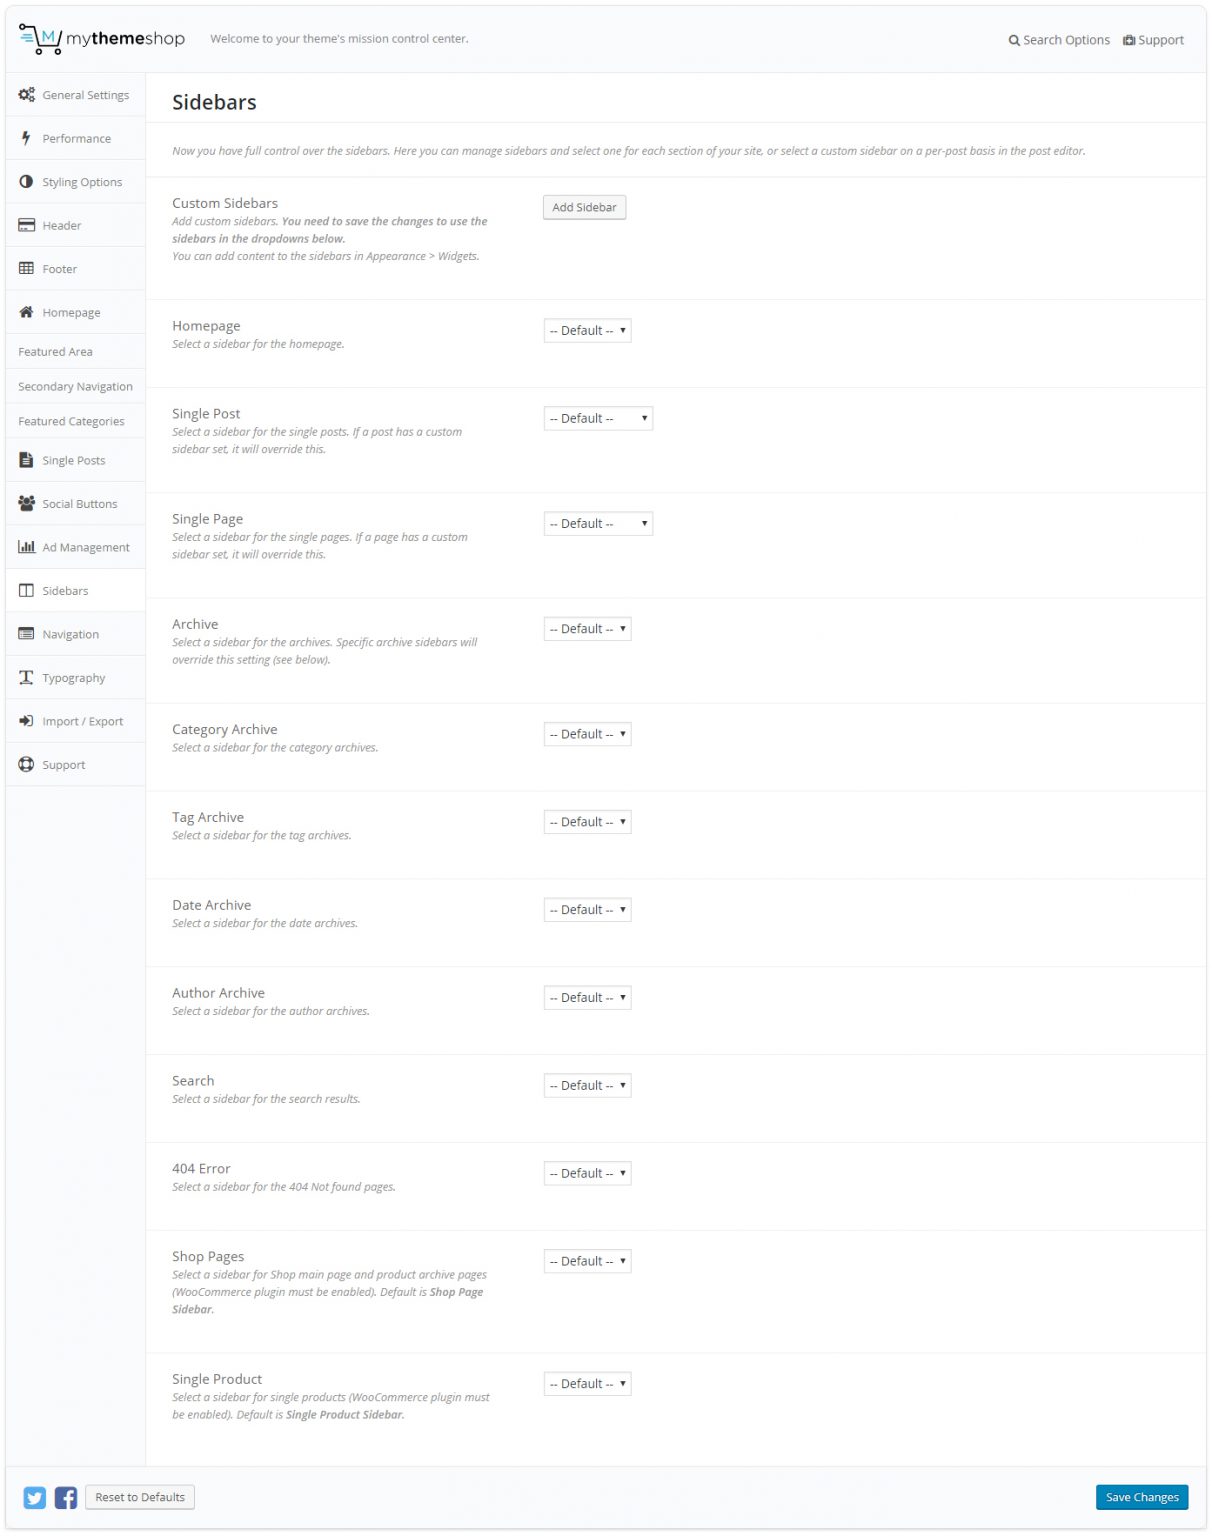 mythemeshop
Welcome to your theme's mission control center.
Search Options
Support
General Settings
Performance
Styling Options
Header
Footer
Homepage
Featured Area
Secondary Navigation
Featured Categories
Single Posts
Social Buttons
Ad Management
Sidebars
Navigation
Typography
Import / Export
Support
Sidebars
Now you have full control over the sidebars. Here you can manage sidebars and select one for each section of your site, or select a custom sidebar on a per-post basis in the post editor.
Custom Sidebars
Add custom sidebars. You need to save the changes to use the
sidebars in the dropdowns below.
You can add content to the sidebars in Appearance > Widgets.
Add Sidebar
Homepage
Select a sidebar for the homepage.
-- Default --
Single Post
Select a sidebar for the single posts. If a post has a custom
sidebar set, it will override this.
-- Default --
Single Page
Select a sidebar for the single pages. If a page has a custom
sidebar set, it will override this.
-- Default --
Archive
Select a sidebar for the archives. Specific archive sidebars will
override this setting (see below).
-- Default --
Category Archive
Select a sidebar for the category archives.
-- Default --
Tag Archive
Select a sidebar for the tag archives.
-- Default --
Date Archive
Select a sidebar for the date archives.
-- Default --
Author Archive
Select a sidebar for the author archives.
-- Default --
Search
Select a sidebar for the search results.
-- Default --
404 Error
Select a sidebar for the 404 Not found pages.
-- Default --
Shop Pages
Select a sidebar for Shop main page and product archive pages
(WooCommerce plugin must be enabled). Default is Shop Page
Sidebar.
-- Default --
Single Product
Select a sidebar for single products (WooCommerce plugin must
be enabled). Default is Single Product Sidebar.
-- Default --
Reset to Defaults
Save Changes